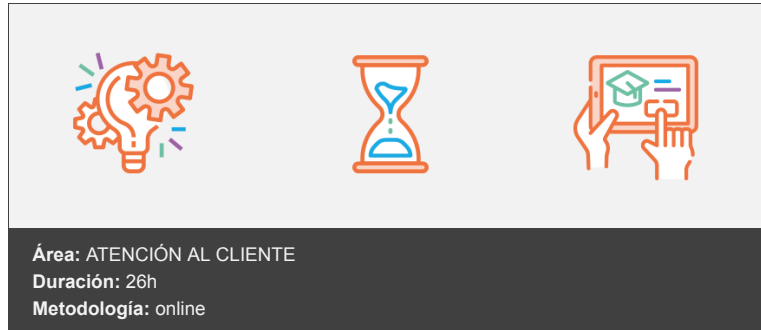 Área: ATENCIÓN AL CLIENTE
Duración: 26h
Metodología: online